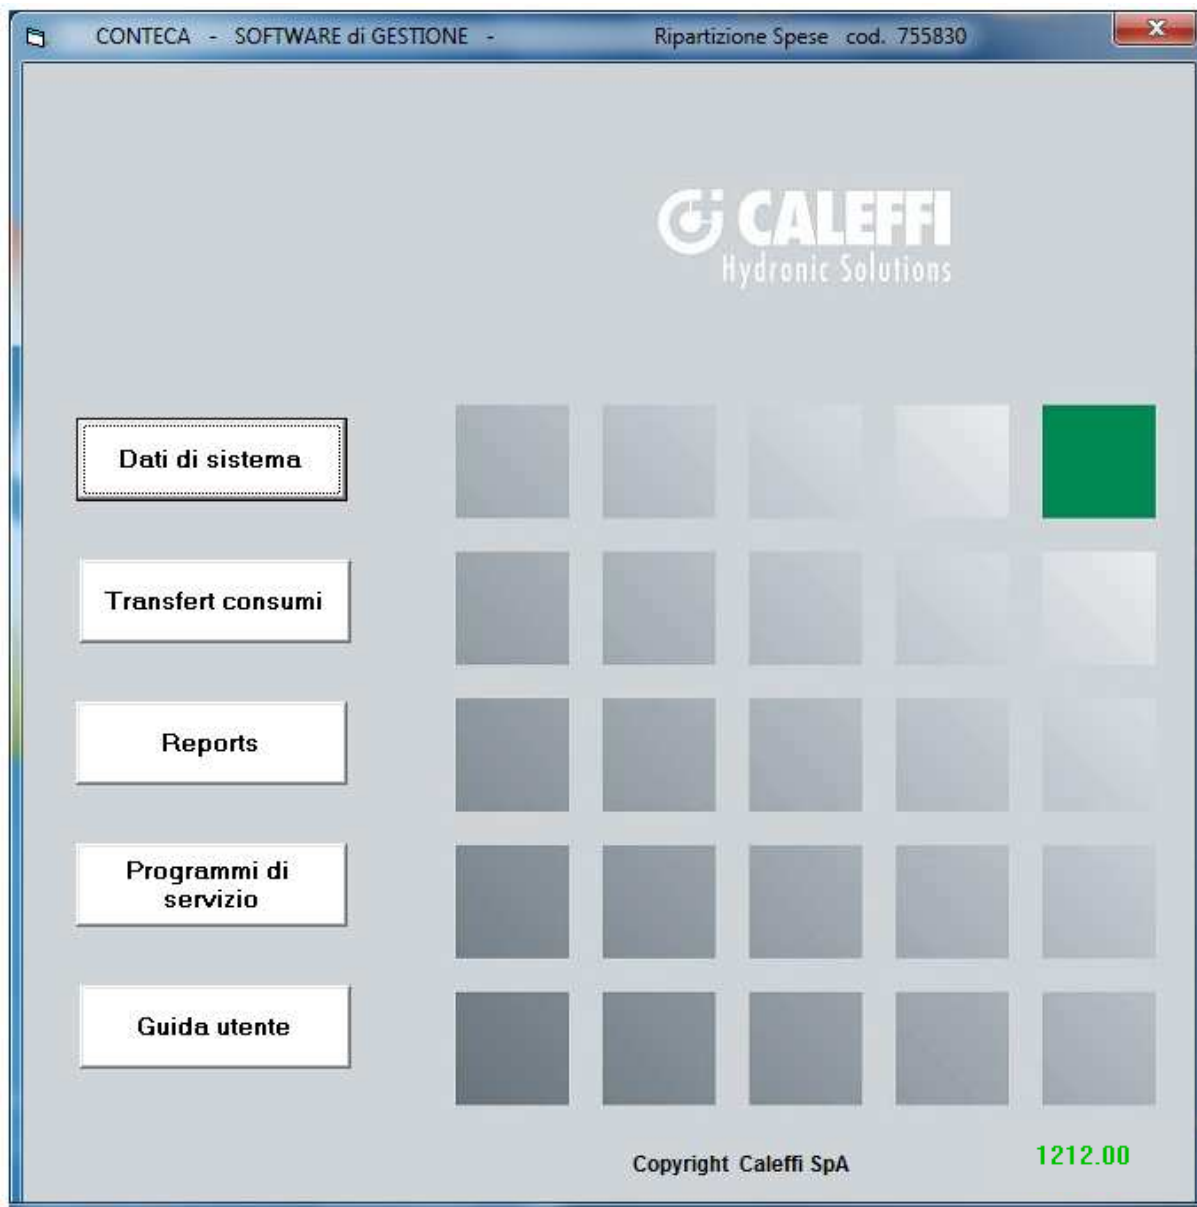 CONTECA - SOFTWARE di GESTIONE - Ripartizione Spese cod. 755830
CALEFFI
Hydronic Solutions
Dati di sistema
Transfert consumi
Reports
Programmi di
servizio
Guida utente
Copyright Caleffi SpA
1212.00